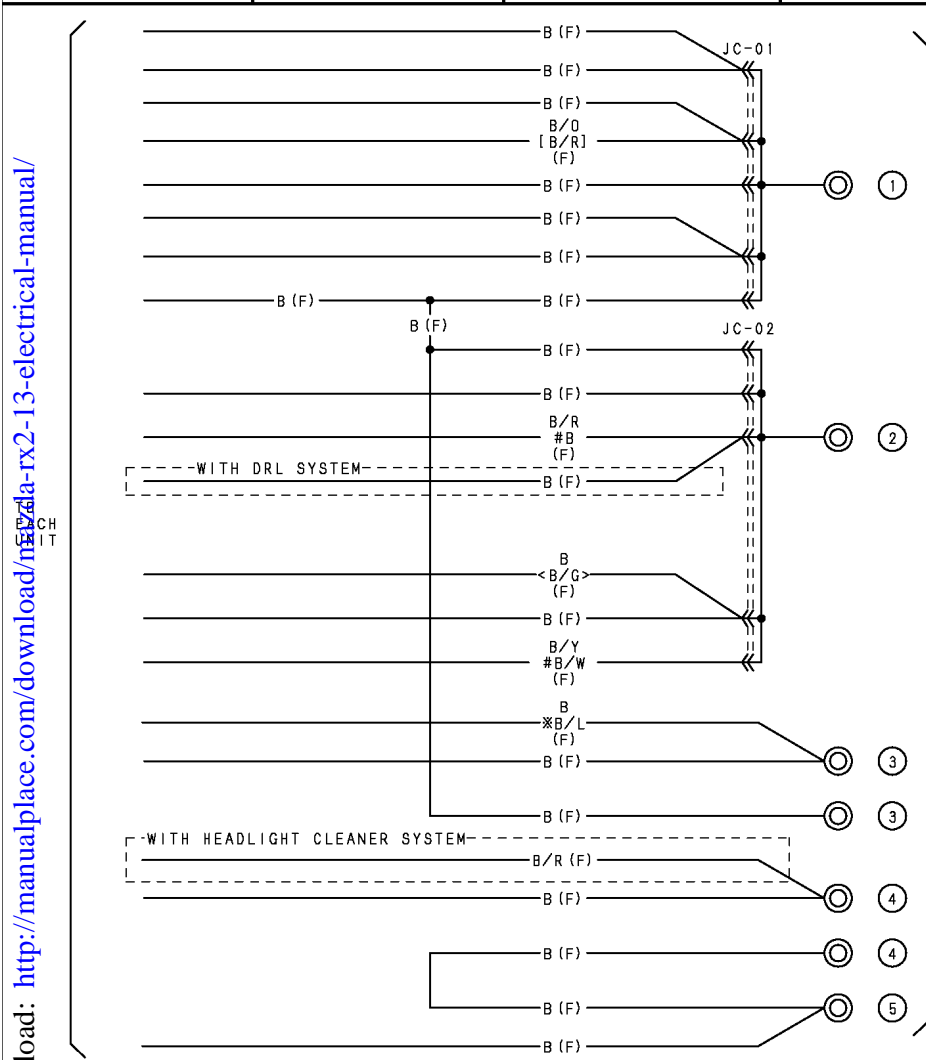 B (F)
JC-01
B (F)
B (F)
B/O
[B/R]
(F)
B (F)
1
B (F)
B (F)
B (F)
B (F)
B (F)
JC-02
B (F)
B (F)
B/R
#B
(F)
2
WITH DRL SYSTEM
B (F)
TO
EACH
UNIT
B
<B/G>
(F)
B (F)
B/Y
#B/W
(F)
B
※B/L
(F)
B (F)
3
B (F)
3
WITH HEADLIGHT CLEANER SYSTEM
B/R (F)
B (F)
4
B (F)
4
B (F)
5
B (F)
load: http://manualplace.com/download/mazda-rx2-13-electrical-manual/